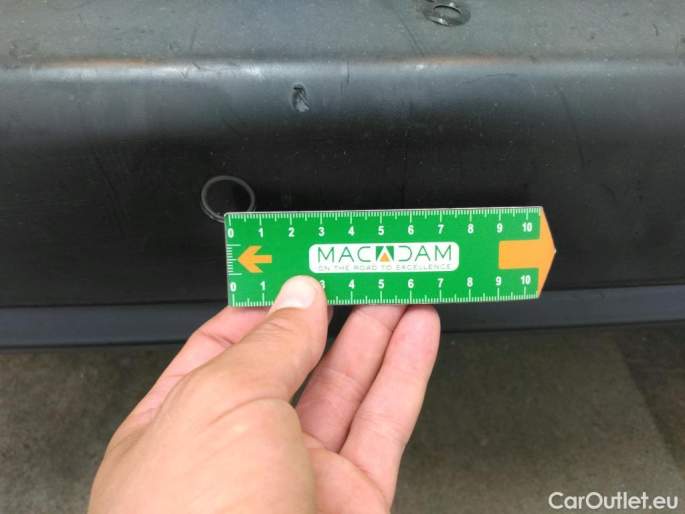 0 1 2 3 4 5 6 7 8 9 10
MACADAM
ON THE ROAD TO EXCELLENCE
0 1 3 4 5 6 7 8 9 10
CarOutlet.eu